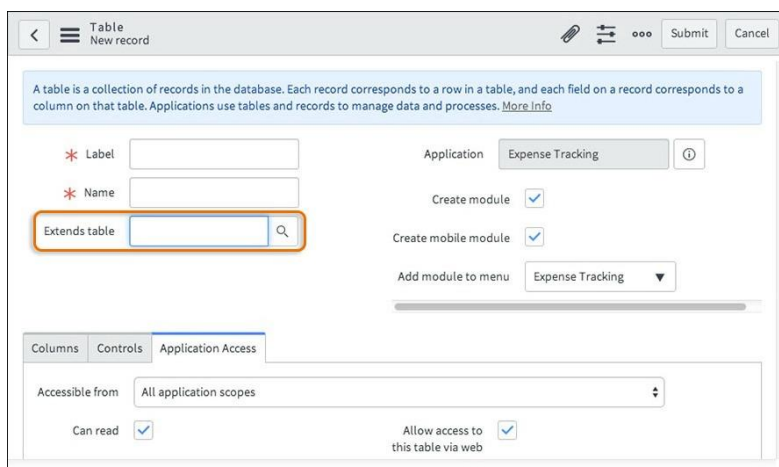 Table
New record
Submit
Cancel
A table is a collection of records in the database. Each record corresponds to a row in a table, and each field on a record corresponds to a
column on that table. Applications use tables and records to manage data and processes. More Info
Label
Application
Expense Tracking
Name
Create module
Extends table
Create mobile module
Add module to menu
Expense Tracking
Columns
Controls
Application Access
Accessible from
All application scopes
Can read
Allow access to
this table via web